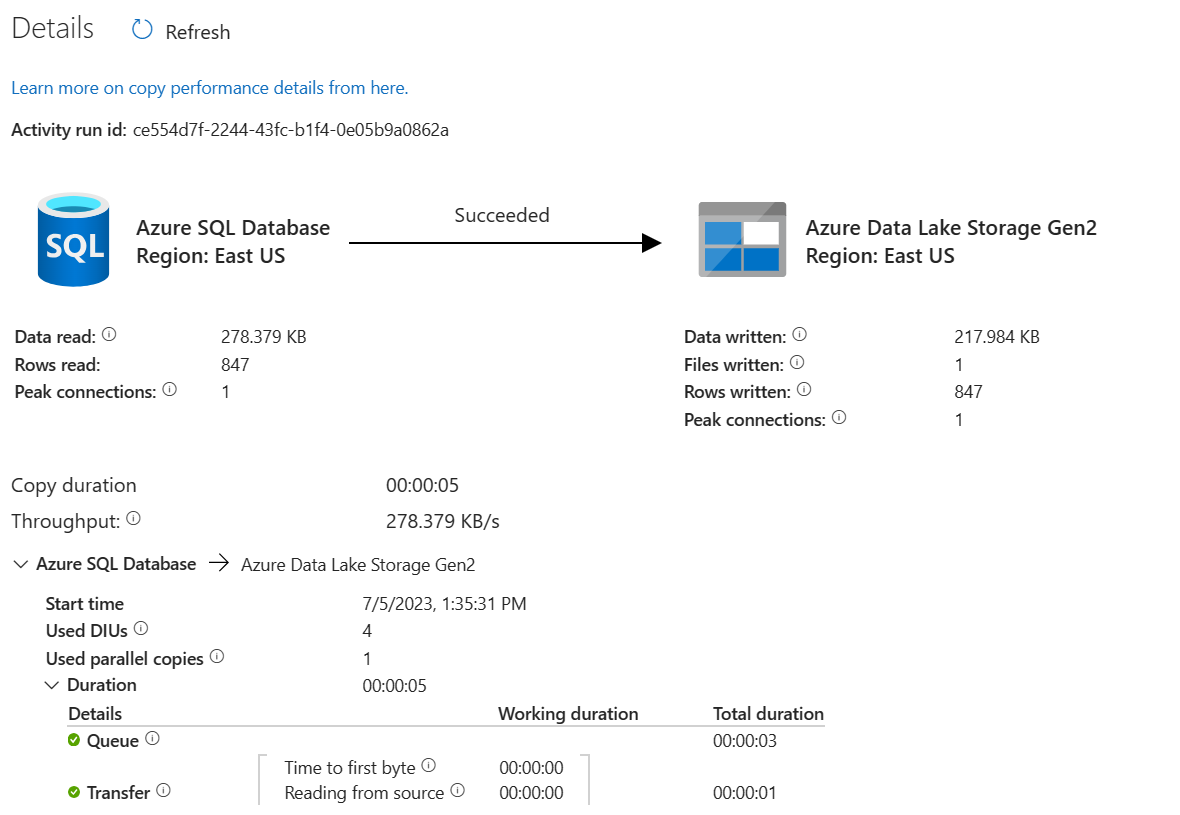 Details Refresh
Learn more on copy performance details from here.
Activity run id: ce554d7f-2244-43fc-b1f4-0e05b9a0862a
Succeeded
SQL Azure SQL Database Azure Data Lake Storage Gen2
Region: East US Region: East US
Data read: 278.379 KB Data written: 217.984 KB
Rows read: 847 Files written: 1
Peak connections: 1 Rows written: 847
Peak connections: 1
Copy duration 00:00:05
Throughput: 278.379 KB/s
Azure SQL Database → Azure Data Lake Storage Gen2
Start time 7/5/2023, 1:35:31 PM
Used DIUs 4
Used parallel copies 1
Duration 00:00:05
Details Working duration Total duration
Queue 00:00:03
Time to first byte 00:00:00
Transfer Reading from source 00:00:00 00:00:01